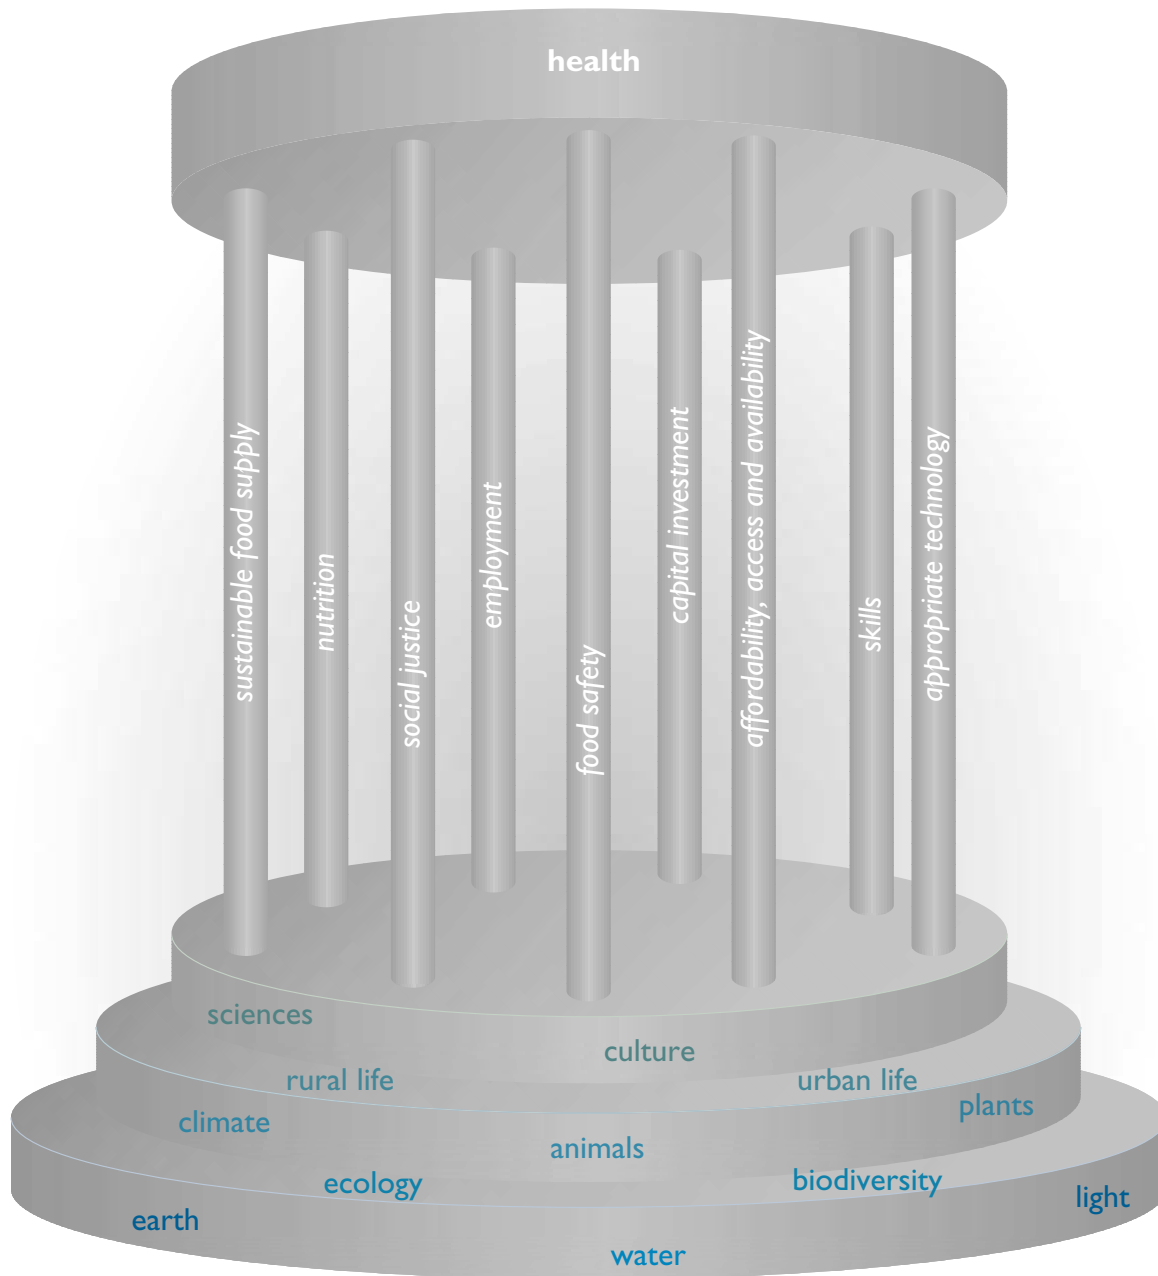 health
sustainable food supply
nutrition
social justice
employment
food safety
capital investment
affordability, access and availability
skills
appropriate technology
sciences
culture
rural life
urban life
climate
animals
plants
ecology
biodiversity
earth
water
light